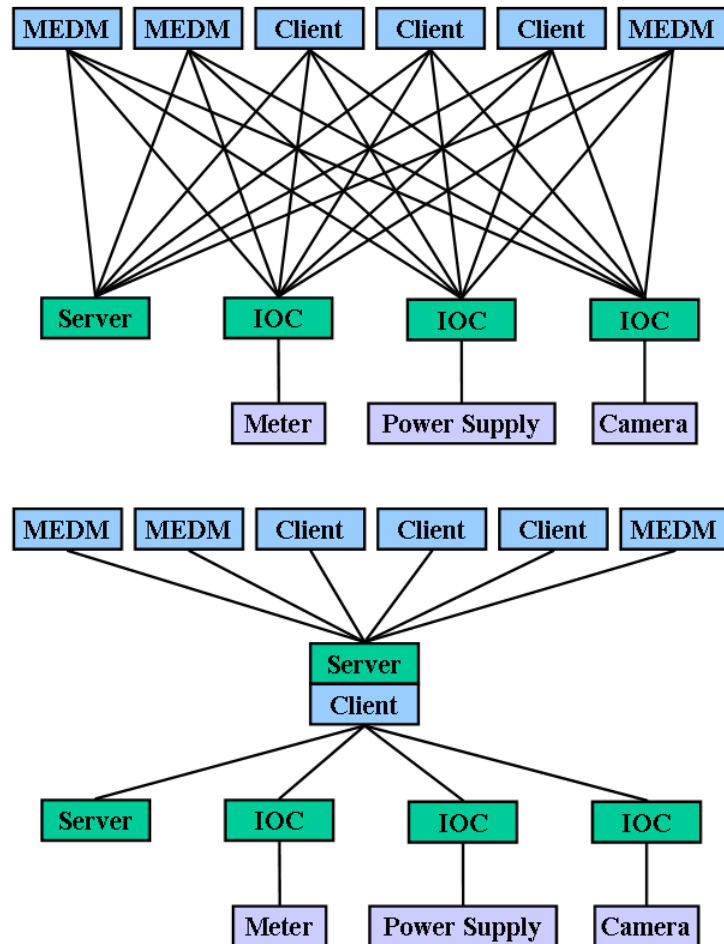 MEDM MEDM Client Client Client MEDM
Server IOC IOC IOC
Meter Power Supply Camera
MEDM MEDM Client Client Client MEDM
Server
Client
Server IOC IOC IOC
Meter Power Supply Camera